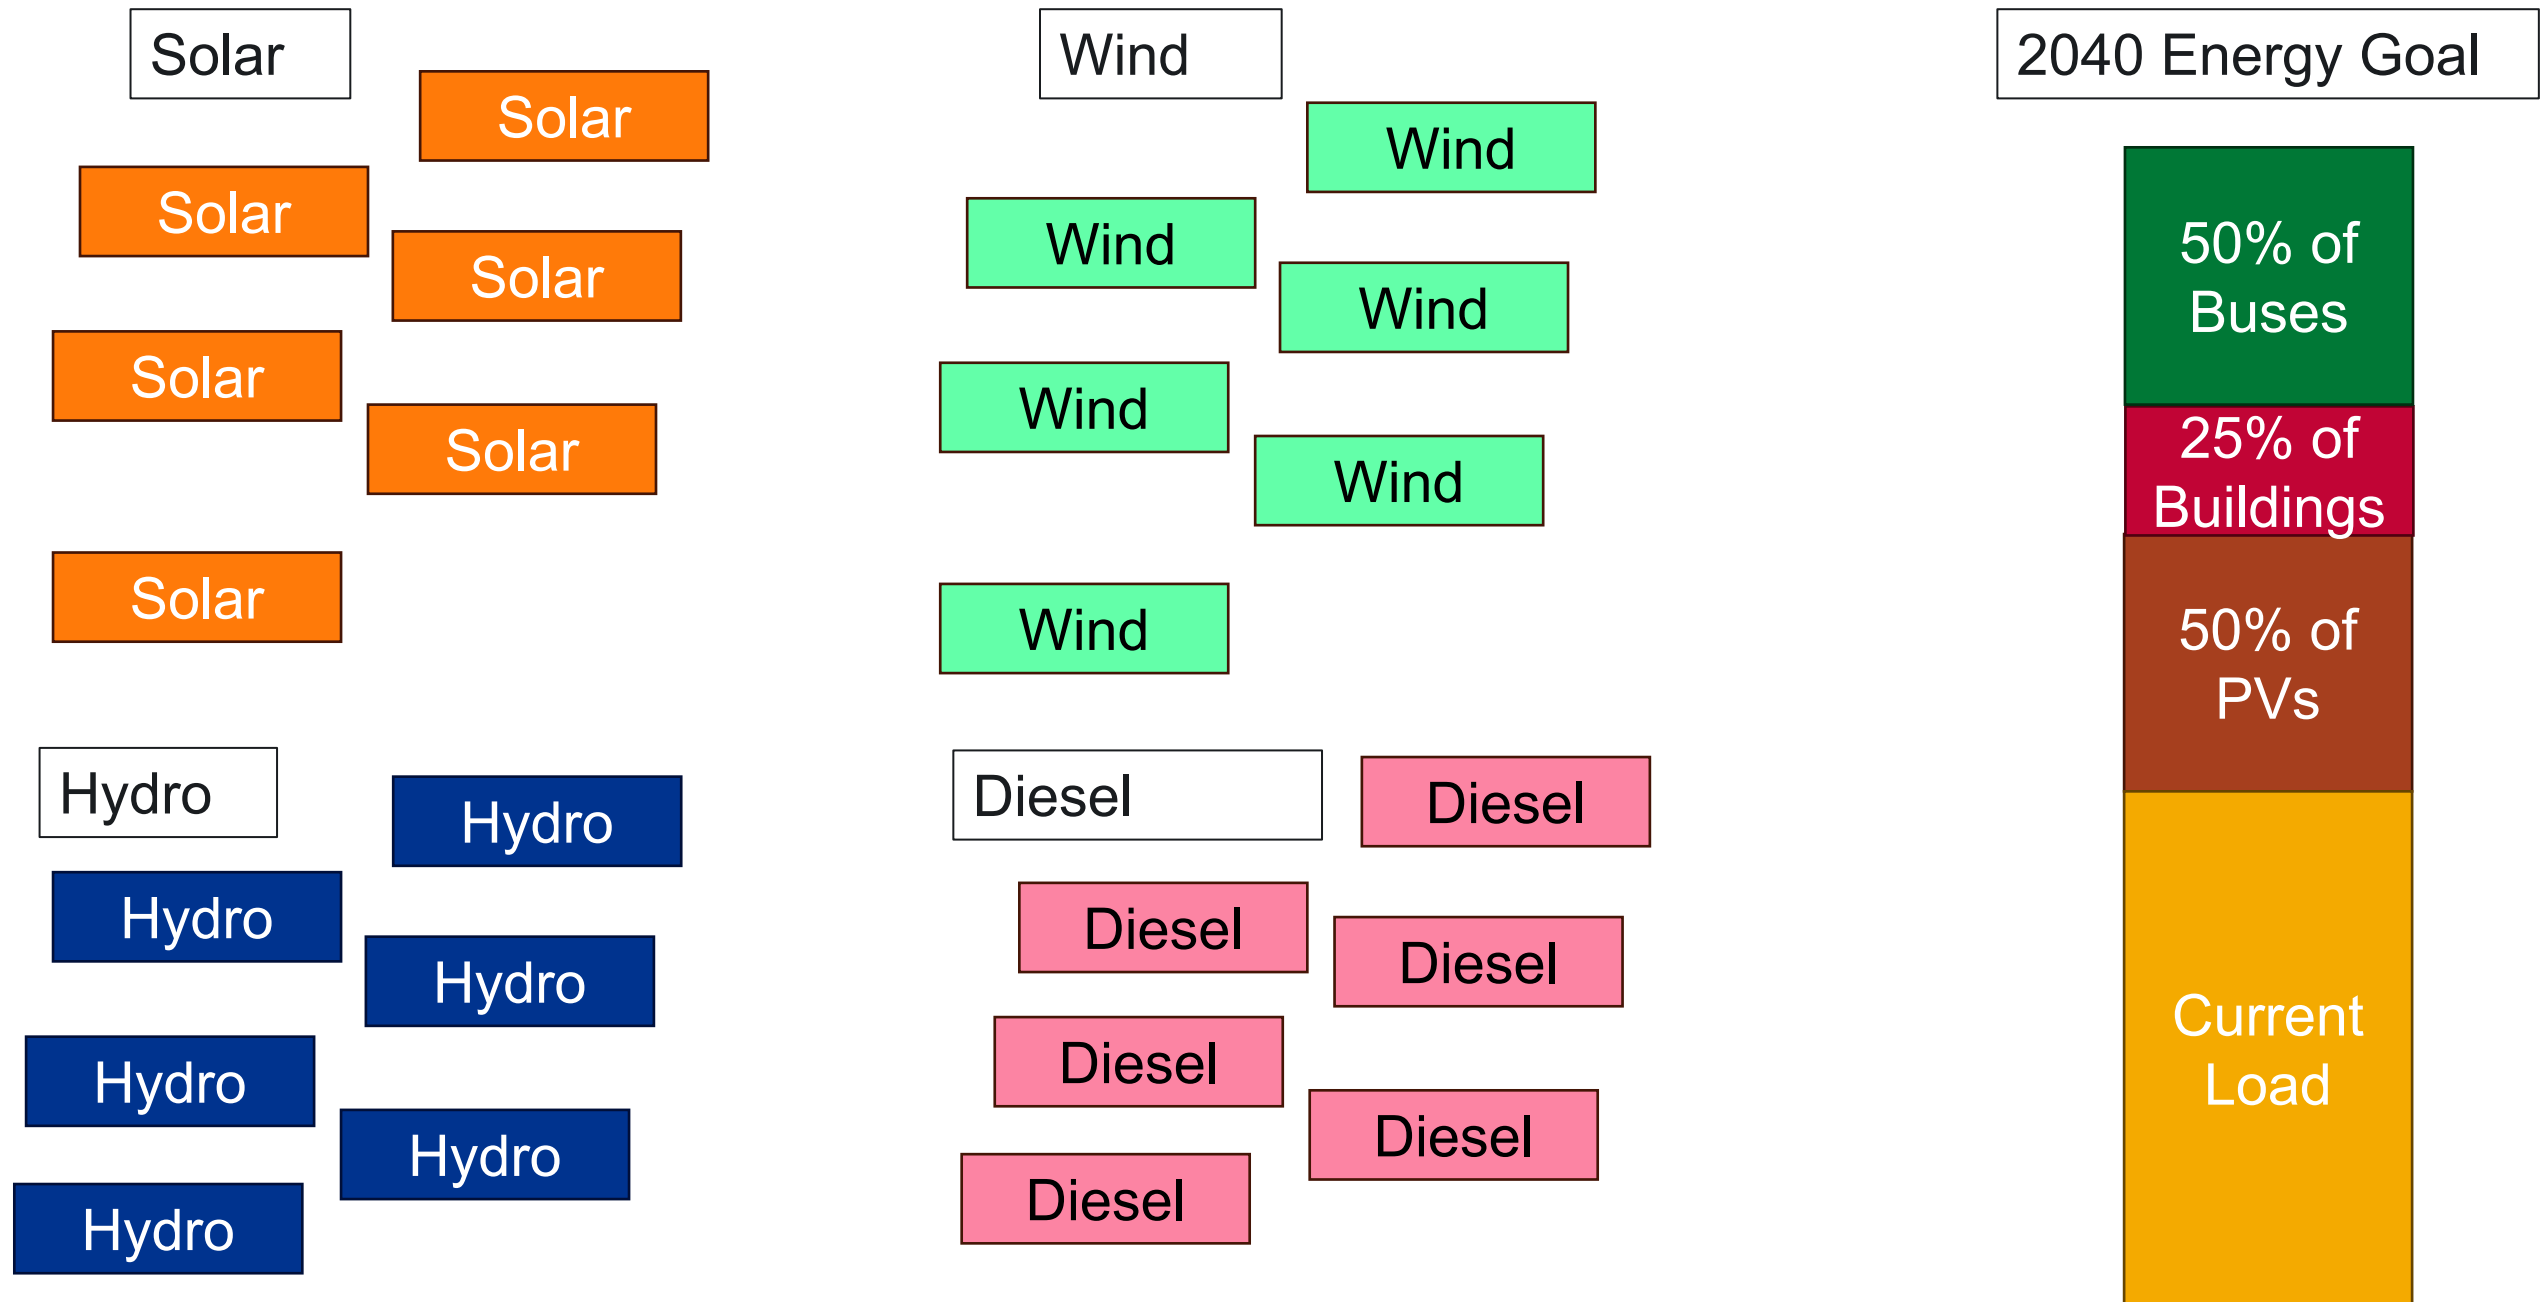 Solar
Solar
Solar
Solar
Solar
Solar
Solar
Wind
Wind
Wind
Wind
Wind
Wind
Wind
Hydro
Hydro
Hydro
Hydro
Hydro
Hydro
Hydro
Diesel
Diesel
Diesel
Diesel
Diesel
Diesel
Diesel
2040 Energy Goal
50% of
Buses
25% of
Buildings
50% of
PVs
Current
Load